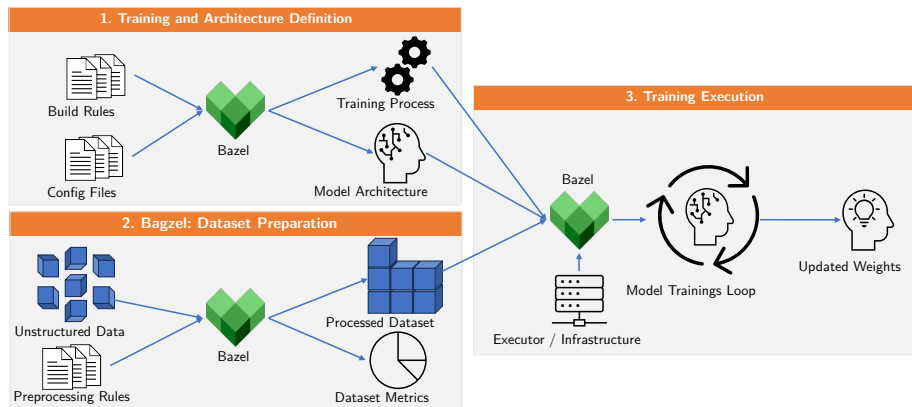 1. Training and Architecture Definition
Build Rules
Config Files
Bazel
Training Process
Model Architecture
2. Bagzel: Dataset Preparation
Unstructured Data
Preprocessing Rules
Bazel
Processed Dataset
Dataset Metrics
3. Training Execution
Bazel
Executor / Infrastructure
Model Trainings Loop
Updated Weights